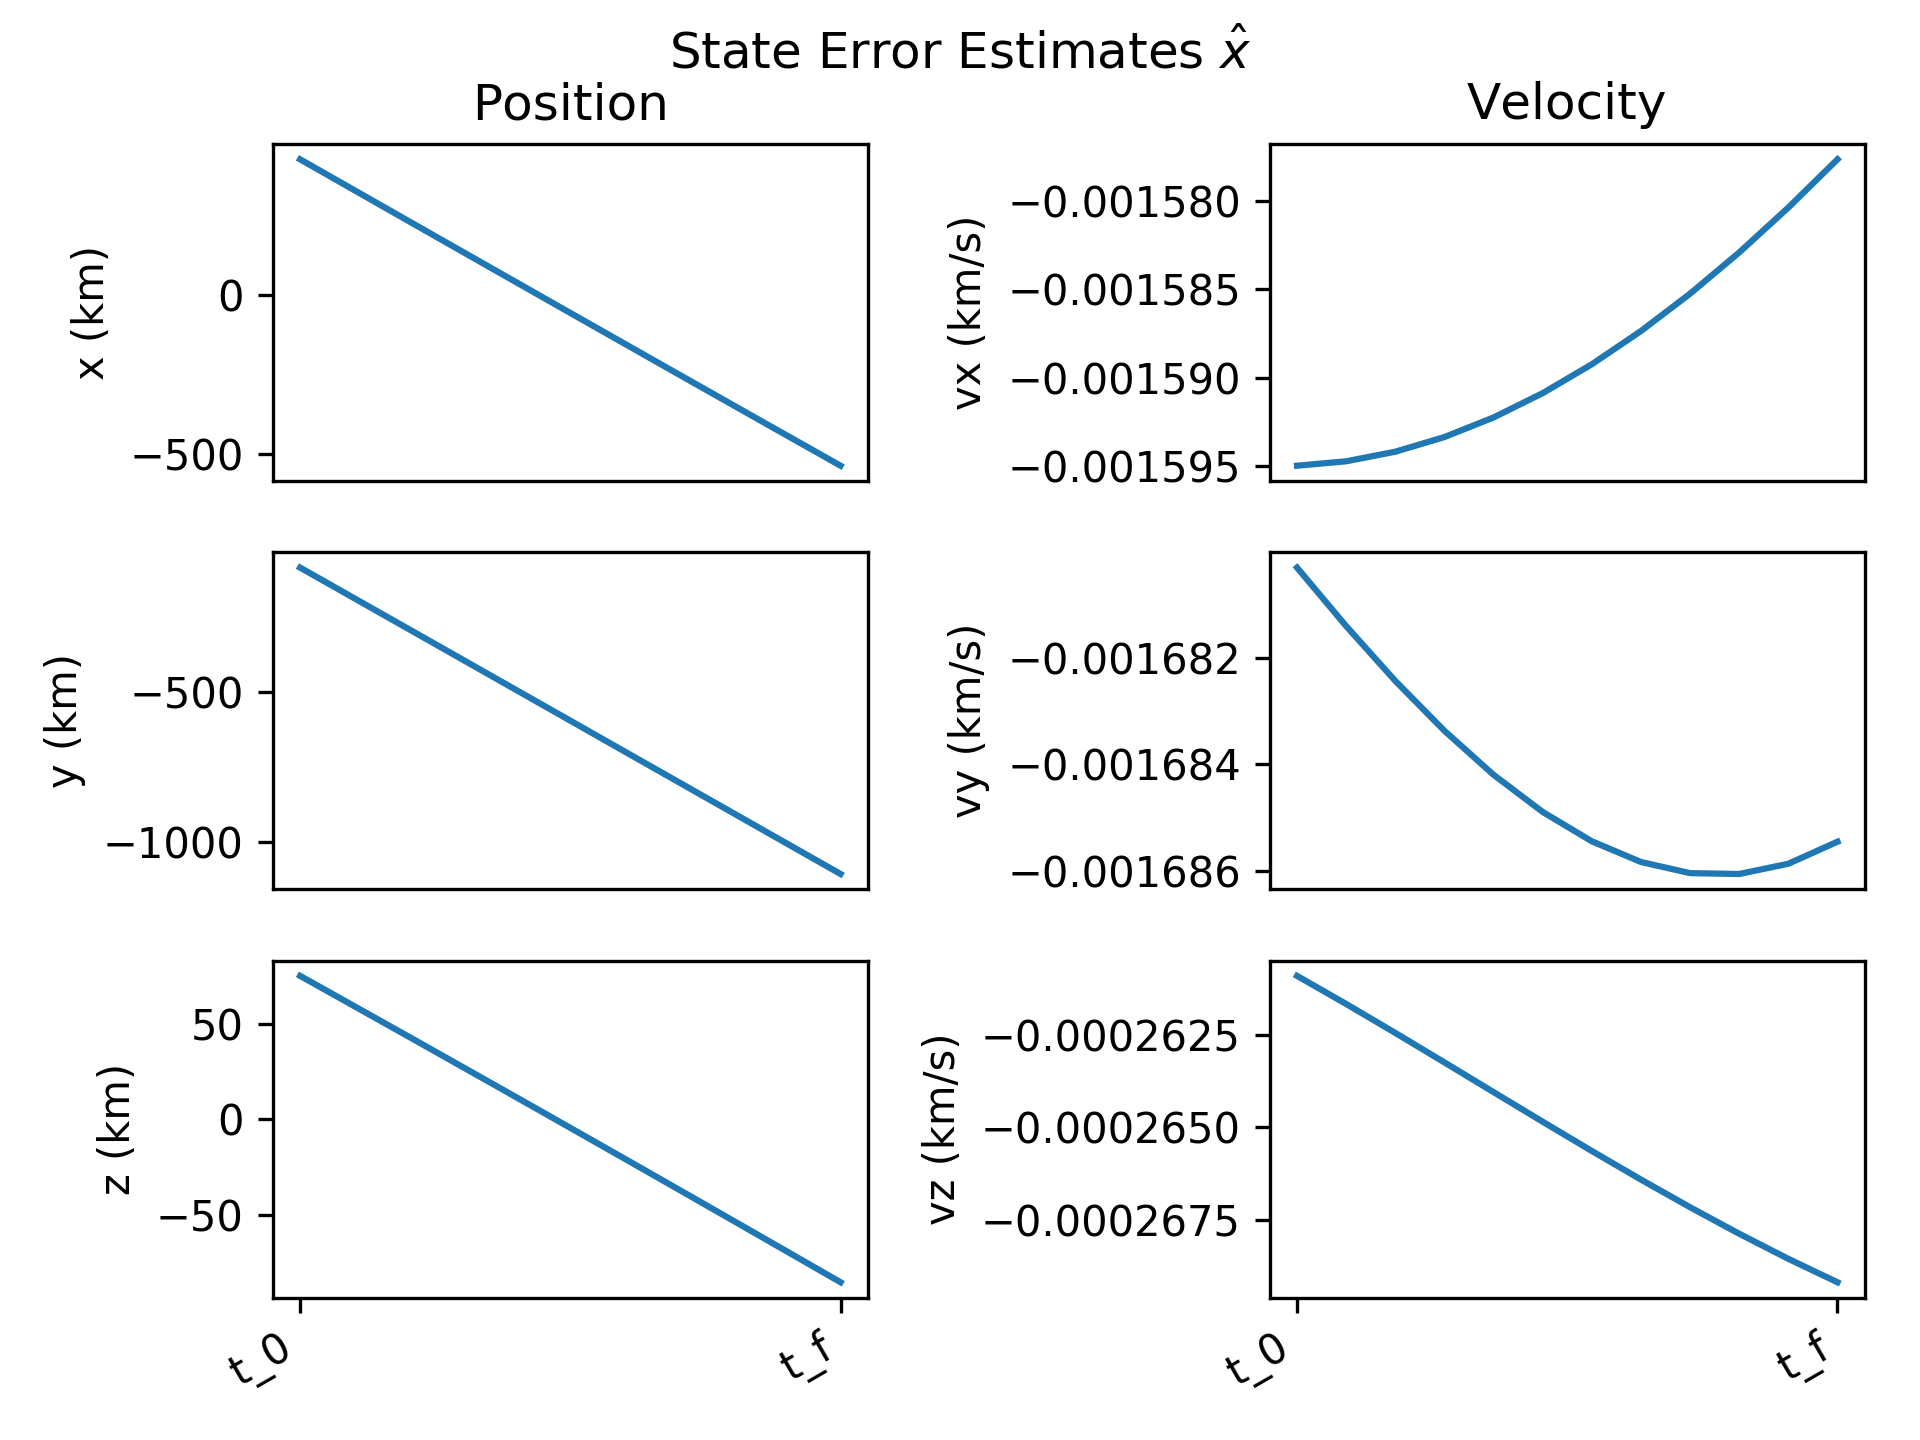 State Error Estimates x̂
Position
Velocity
x (km)
0
−500
vx (km/s)
−0.001580
−0.001585
−0.001590
−0.001595
y (km)
−500
−1000
vy (km/s)
−0.001682
−0.001684
−0.001686
z (km)
50
0
−50
vz (km/s)
−0.0002625
−0.0002650
−0.0002675
t_0
t_f
t_0
t_f